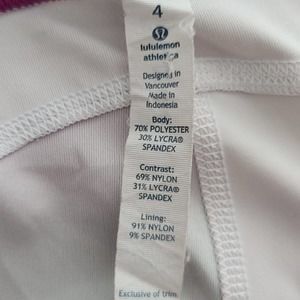 4
lululemon
athletica
Designed in
Vancouver
Made in
Indonesia
Body:
70% POLYESTER
30% LYCRA®
SPANDEX
Contrast:
69% NYLON
31% LYCRA®
SPANDEX
Lining:
91% NYLON
9% SPANDEX
Exclusive of trim